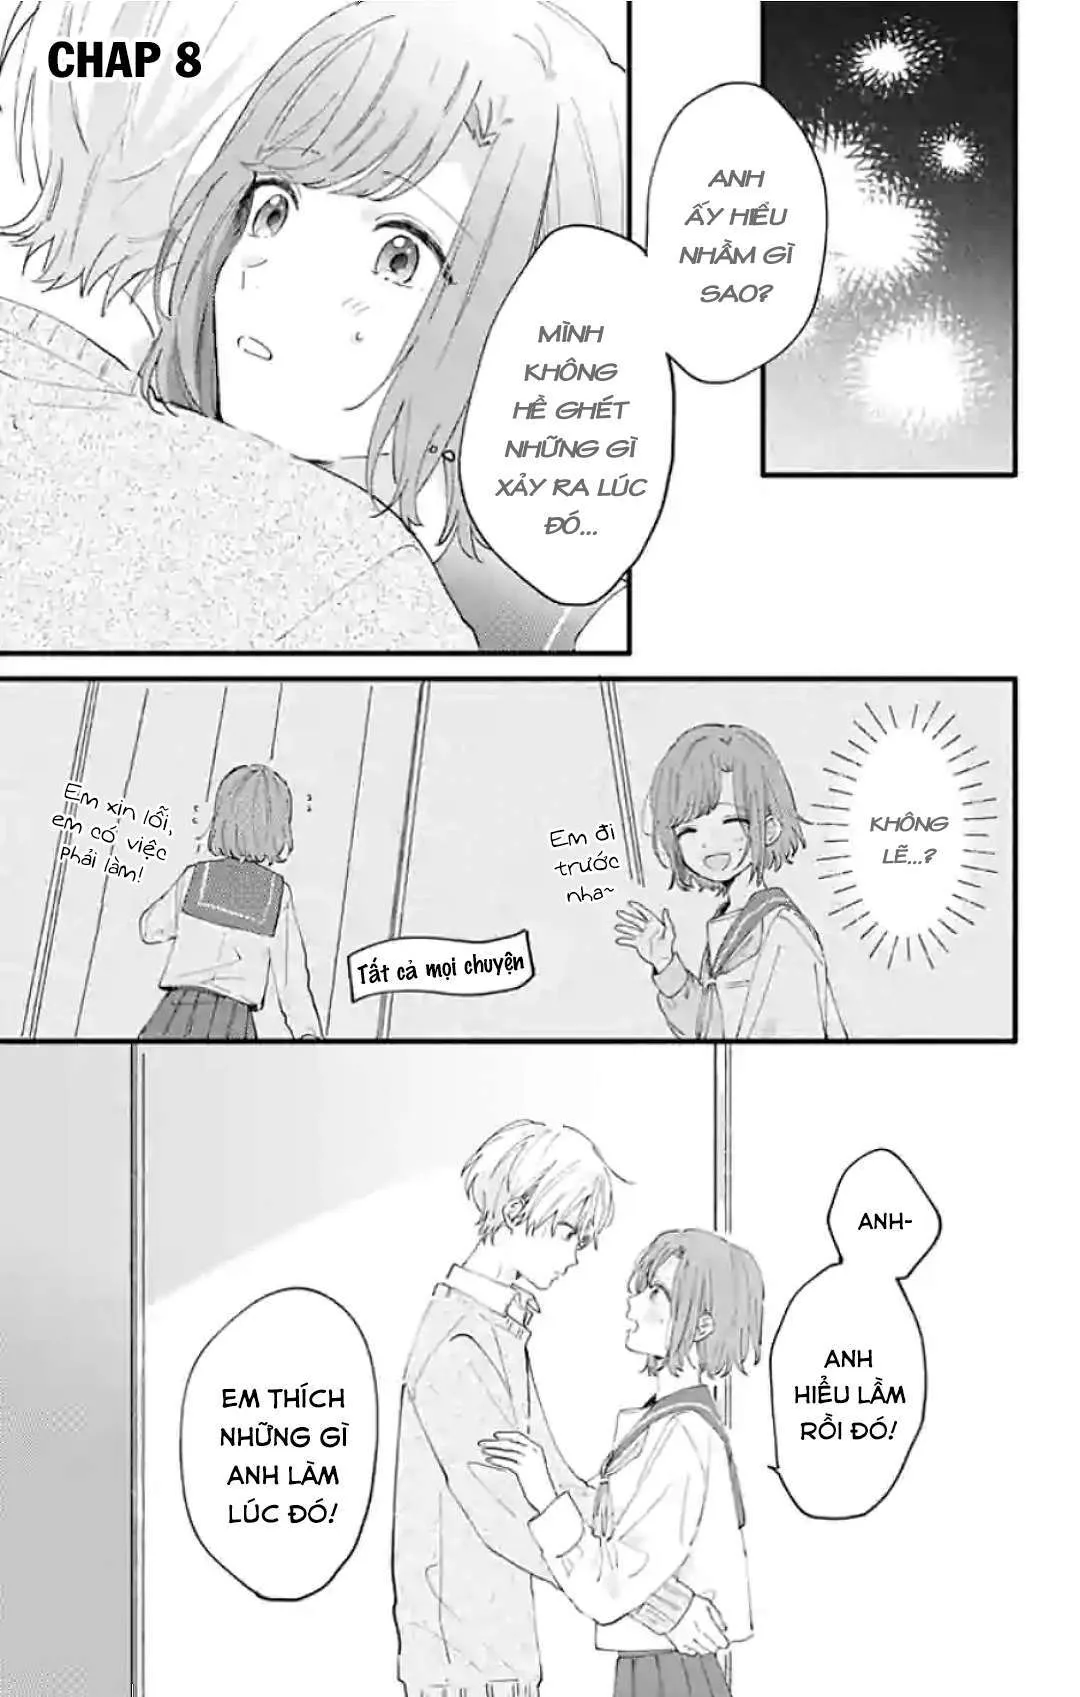 CHAP 8
ANH
ẤY HIỂU
NHẦM GÌ
SAO?
MÌNH
KHÔNG
HỀ GHÉT
NHỮNG GÌ
XẢY RA LÚC
ĐÓ...
KHÔNG
LẼ...?
Em đi
trước
nha~
Tất cả mọi chuyện
Em xin lỗi,
em có việc
phải làm!
ANH-
ANH
HIỂU LẦM
RỒI ĐÓ!
EM THÍCH
NHỮNG GÌ
ANH LÀM
LÚC ĐÓ!